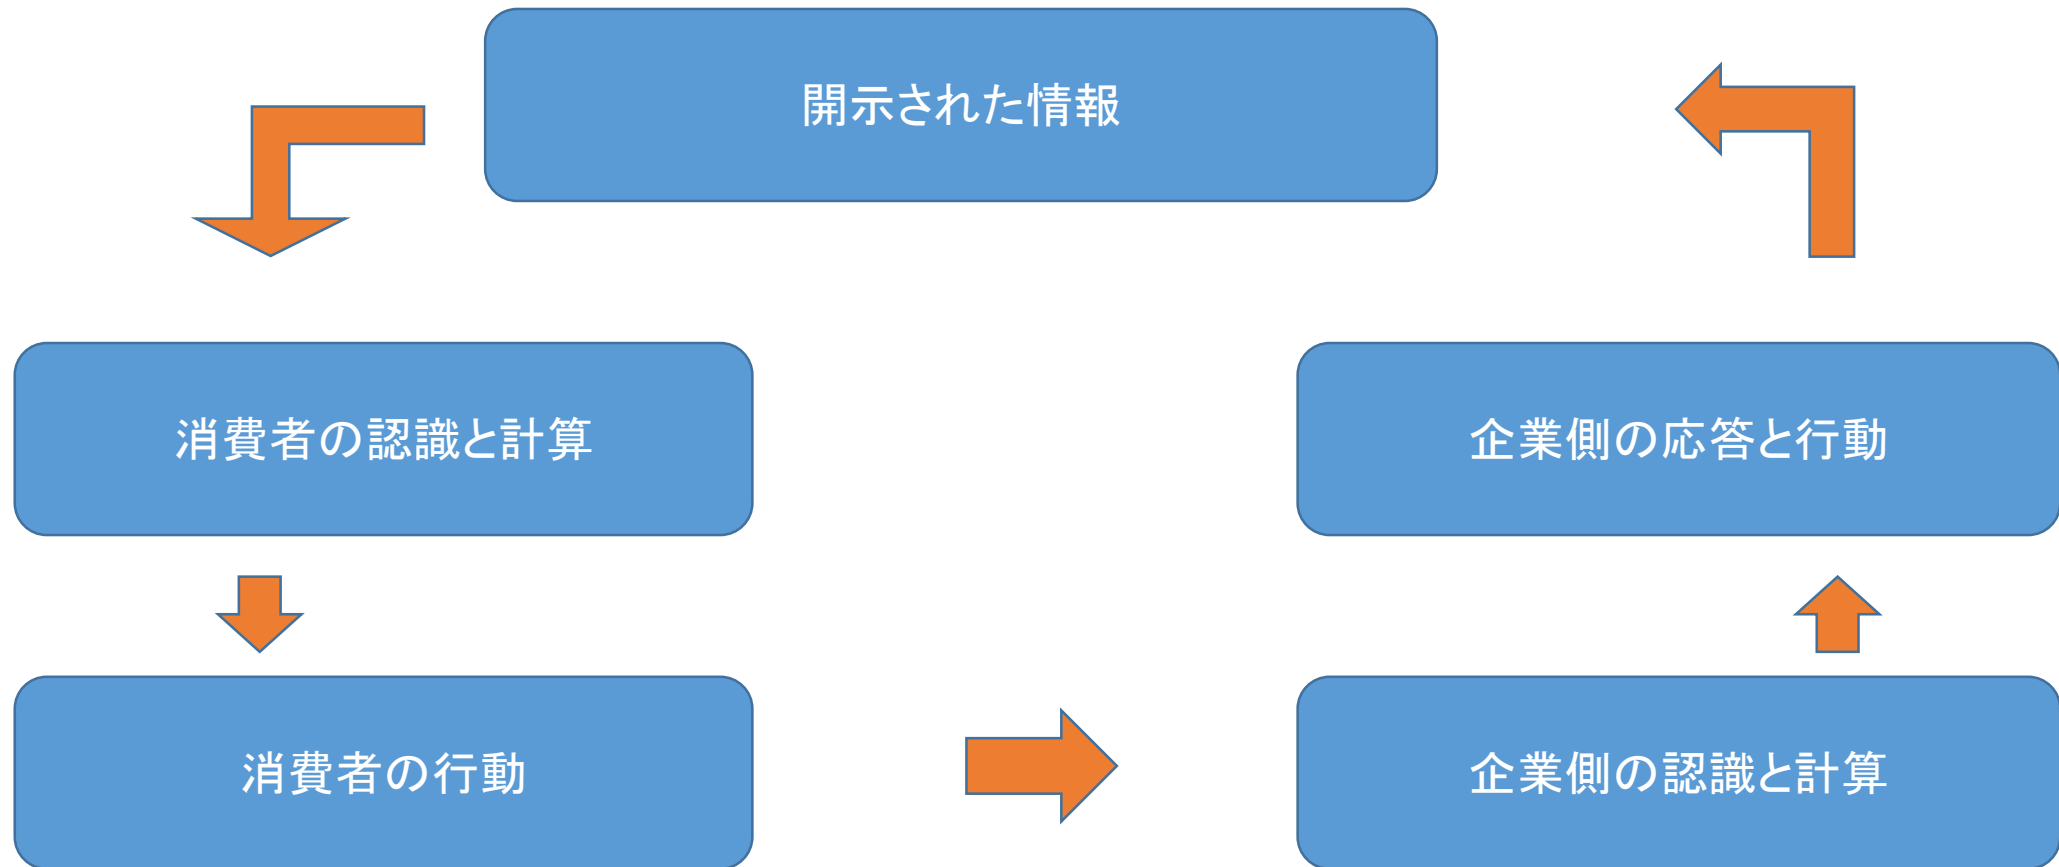 開示された情報
消費者の認識と計算
企業側の応答と行動
消費者の行動
企業側の認識と計算